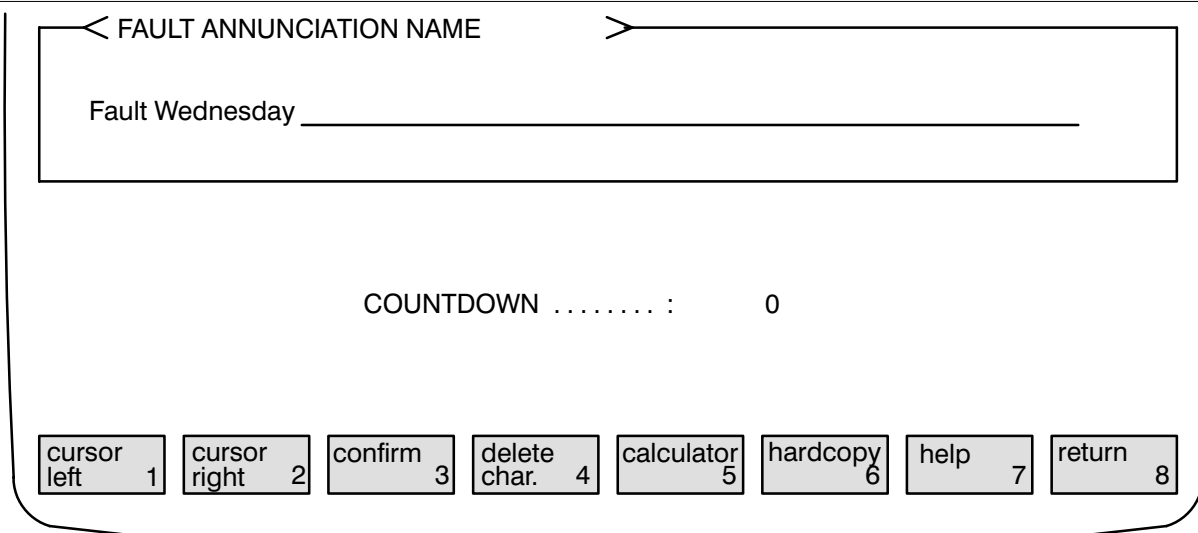 FAULT ANNUNCIATION NAME
Fault Wednesday
COUNTDOWN ........ : 0
cursor left 1
cursor right 2
confirm 3
delete char. 4
calculator 5
hardcopy 6
help 7
return 8